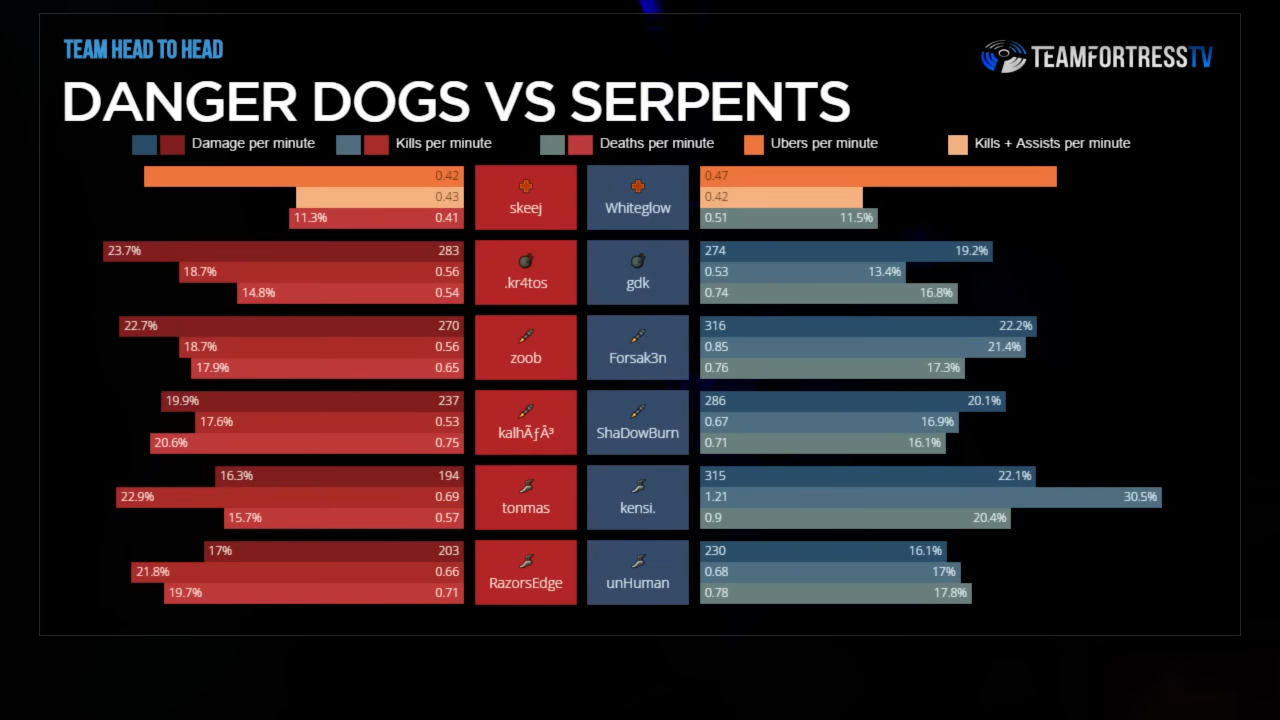 TEAM HEAD TO HEAD
TEAMFORTRESSTV
DANGER DOGS VS SERPENTS
Damage per minute Kills per minute Deaths per minute Ubers per minute Kills + Assists per minute
0.42 0.47
0.43 skeej Whiteglow 0.42
11.3% 0.41 0.51 11.5%
23.7% 283 274 19.2%
18.7% 0.56 .kr4tos gdk 0.53 13.4%
14.8% 0.54 0.74 16.8%
22.7% 270 316 22.2%
18.7% 0.56 zoob Forsak3n 0.85 21.4%
17.9% 0.65 0.76 17.3%
19.9% 237 286 20.1%
17.6% 0.53 kalhÃƒÂ³ ShaDowBurn 0.67 16.9%
20.6% 0.75 0.71 16.1%
16.3% 194 315 22.1%
22.9% 0.69 tonmas kensi. 1.21 30.5%
15.7% 0.57 0.9 20.4%
17% 203 230 16.1%
21.8% 0.66 RazorsEdge unHuman 0.68 17%
19.7% 0.71 0.78 17.8%